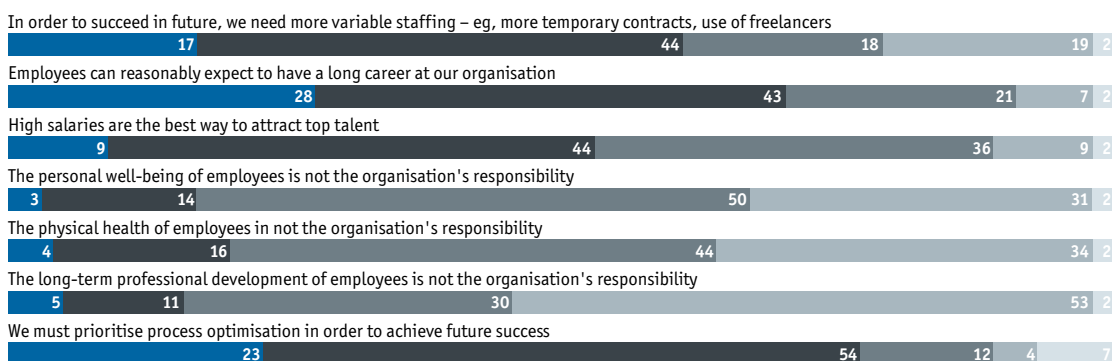 In order to succeed in future, we need more variable staffing – eg, more temporary contracts, use of freelancers
17 44 18 19 2
Employees can reasonably expect to have a long career at our organisation
28 43 21 7 2
High salaries are the best way to attract top talent
9 44 36 9 2
The personal well-being of employees is not the organisation's responsibility
3 14 50 31 2
The physical health of employees in not the organisation's responsibility
4 16 44 34 2
The long-term professional development of employees is not the organisation's responsibility
5 11 30 53 2
We must prioritise process optimisation in order to achieve future success
23 54 12 4 7